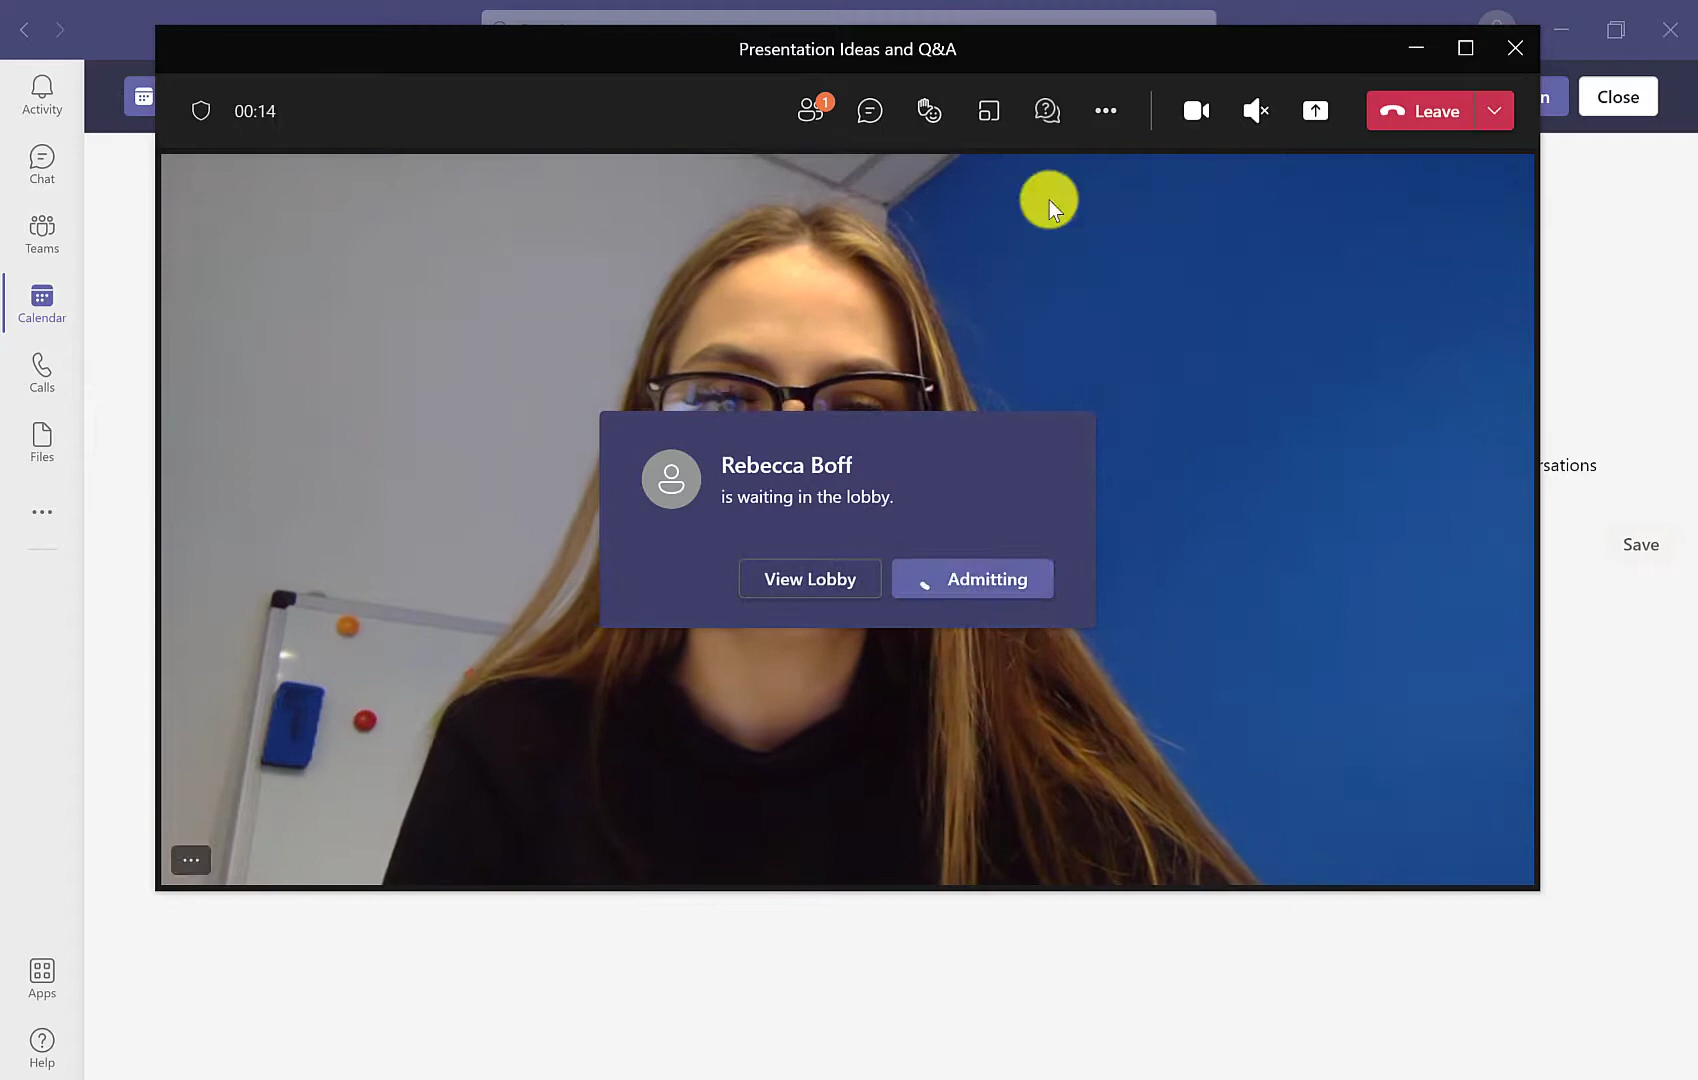 Presentation Ideas and Q&A
Activity
Chat
Teams
Calendar
Calls
Files
Apps
Help
00:14
1
Leave
n
Close
Rebecca Boff
is waiting in the lobby.
View Lobby
Admitting
rsations
Save